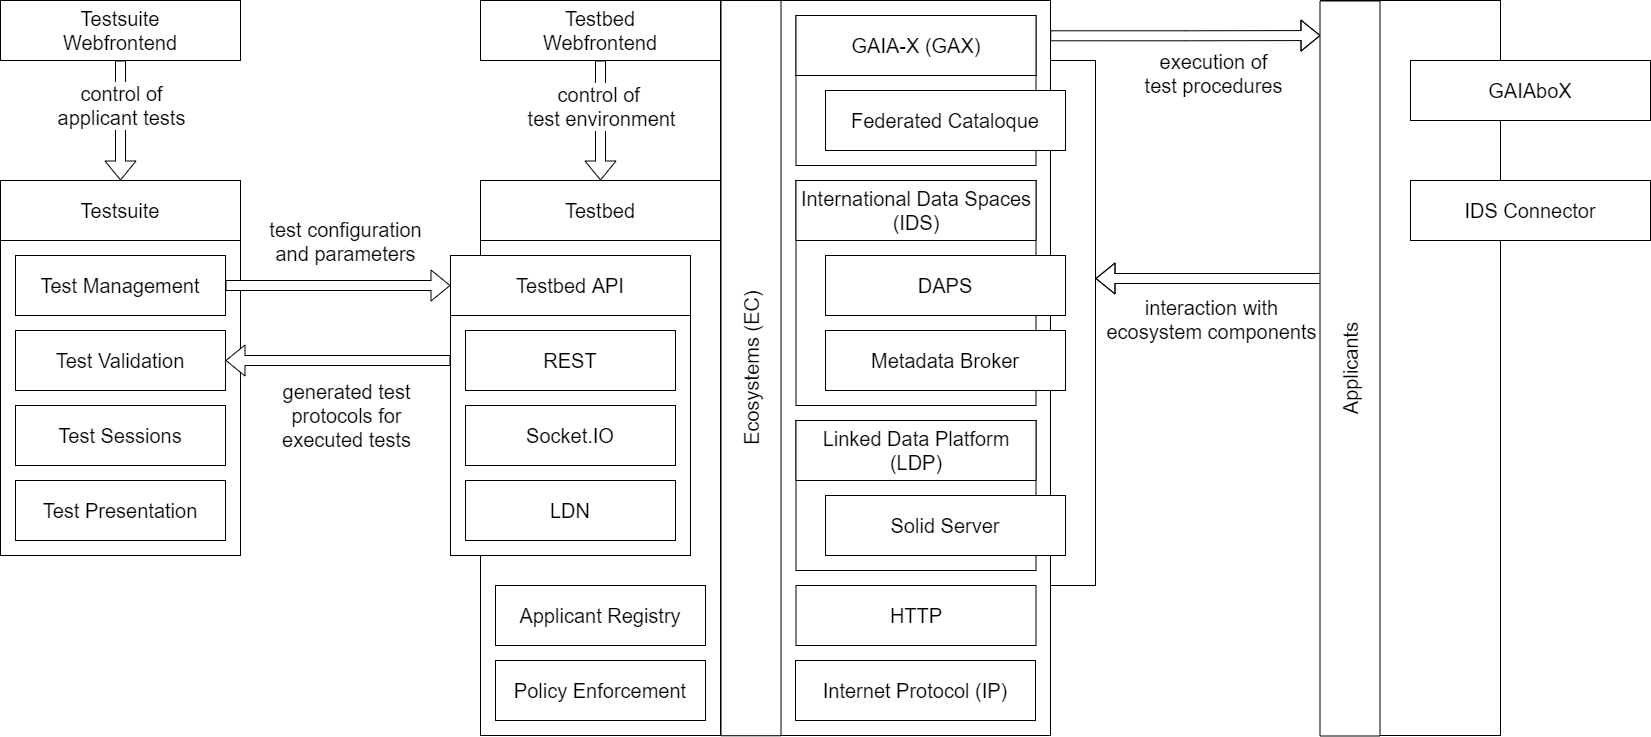 Testsuite
Webfrontend
control of
applicant tests
Testsuite
Test Management
Test Validation
Test Sessions
Test Presentation
test configuration
and parameters
generated test
protocols for
executed tests
Testbed
Webfrontend
control of
test environment
Testbed
Testbed API
REST
Socket.IO
LDN
Applicant Registry
Policy Enforcement
Ecosystems (EC)
GAIA-X (GAX)
Federated Cataloque
International Data Spaces
(IDS)
DAPS
Metadata Broker
Linked Data Platform
(LDP)
Solid Server
HTTP
Internet Protocol (IP)
execution of
test procedures
interaction with
ecosystem components
Applicants
GAIAboX
IDS Connector